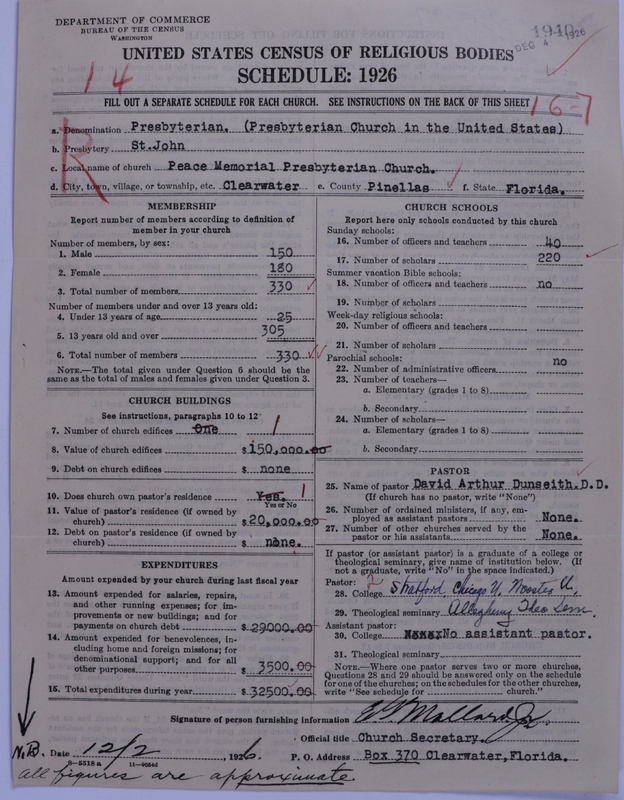 DEPARTMENT OF COMMERCE
BUREAU OF THE CENSUS
WASHINGTON
1940
DEC 4 1926
UNITED STATES CENSUS OF RELIGIOUS BODIES
SCHEDULE: 1926
14
FILL OUT A SEPARATE SCHEDULE FOR EACH CHURCH. SEE INSTRUCTIONS ON THE BACK OF THIS SHEET
16-7
R
a. Denomination Presbyterian. (Presbyterian Church in the United States)
b. Presbytery St.John
c. Local name of church Peace Memorial Presbyterian Church.
d. City, town, village, or township, etc. Clearwater e. County Pinellas f. State Florida.
MEMBERSHIP
Report number of members according to definition of
member in your church
Number of members, by sex:
1. Male 150
2. Female 180
3. Total number of members 330
Number of members under and over 13 years old:
4. Under 13 years of age 25
5. 13 years old and over 305
6. Total number of members 330
NOTE.—The total given under Question 6 should be the
same as the total of males and females given under Question 3.
CHURCH BUILDINGS
See instructions, paragraphs 10 to 12
7. Number of church edifices One 1
8. Value of church edifices $150,000.00
9. Debt on church edifices $ none
10. Does church own pastor's residence Yes. 1
Yes or No
11. Value of pastor's residence (if owned by
church) $20,000.00
12. Debt on pastor's residence (if owned by
church) $ none.
EXPENDITURES
Amount expended by your church during last fiscal year
13. Amount expended for salaries, repairs,
and other running expenses; for im-
provements or new buildings; and for
payments on church debt $29000.00
14. Amount expended for benevolences, in-
cluding home and foreign missions; for
denominational support; and for all
other purposes $3500.00
15. Total expenditures during year $32500.00
CHURCH SCHOOLS
Report here only schools conducted by this church
Sunday schools:
16. Number of officers and teachers 40
17. Number of scholars 220
Summer vacation Bible schools:
18. Number of officers and teachers no
19. Number of scholars
Week-day religious schools:
20. Number of officers and teachers
21. Number of scholars
Parochial schools: no
22. Number of administrative officers
23. Number of teachers—
a. Elementary (grades 1 to 8)
b. Secondary
24. Number of scholars—
a. Elementary (grades 1 to 8)
b. Secondary
PASTOR
25. Name of pastor David Arthur Dunseith.D.D.
(If church has no pastor, write "None")
26. Number of ordained ministers, if any, em-
ployed as assistant pastors None.
27. Number of other churches served by the
pastor or his assistants None.
If pastor (or assistant pastor) is a graduate of a college or
theological seminary, give name of institution below. (If
not a graduate, write "No" in the space indicated.)
Pastor: 2
28. College Stratford, Chicago U, Wooster U.
29. Theological seminary Allegheny Theo Sem.
Assistant pastor:
30. College No assistant pastor.
31. Theological seminary
NOTE.—Where one pastor serves two or more churches,
Questions 28 and 29 should be answered only on the schedule
for one of the churches; on the schedules for the other churches,
write "See schedule for church."
Signature of person furnishing information E. G. Mallard Jr.
Official title Church Secretary.
N.B. Date 12/2, 1926 P. O. Address Box 370 Clearwater,Florida.
8—5518 a
all figures are approximate.